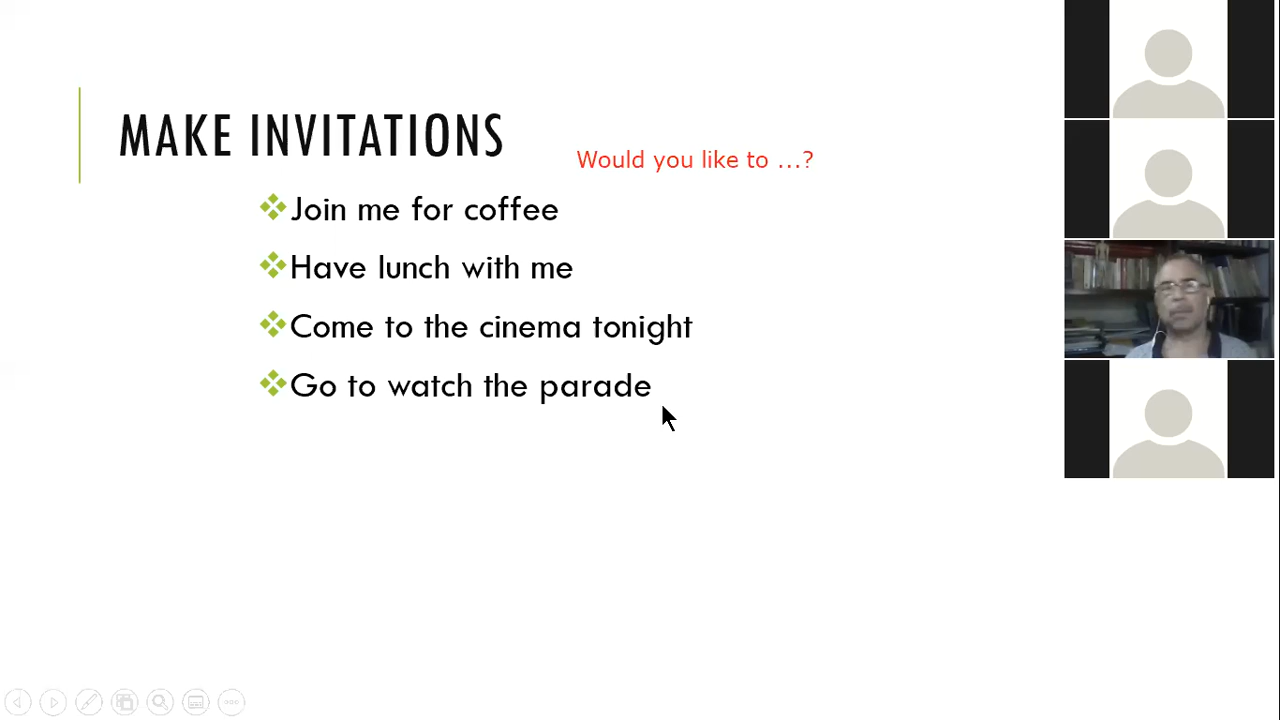 MAKE INVITATIONS
Would you like to ...?
Join me for coffee
Have lunch with me
Come to the cinema tonight
Go to watch the parade